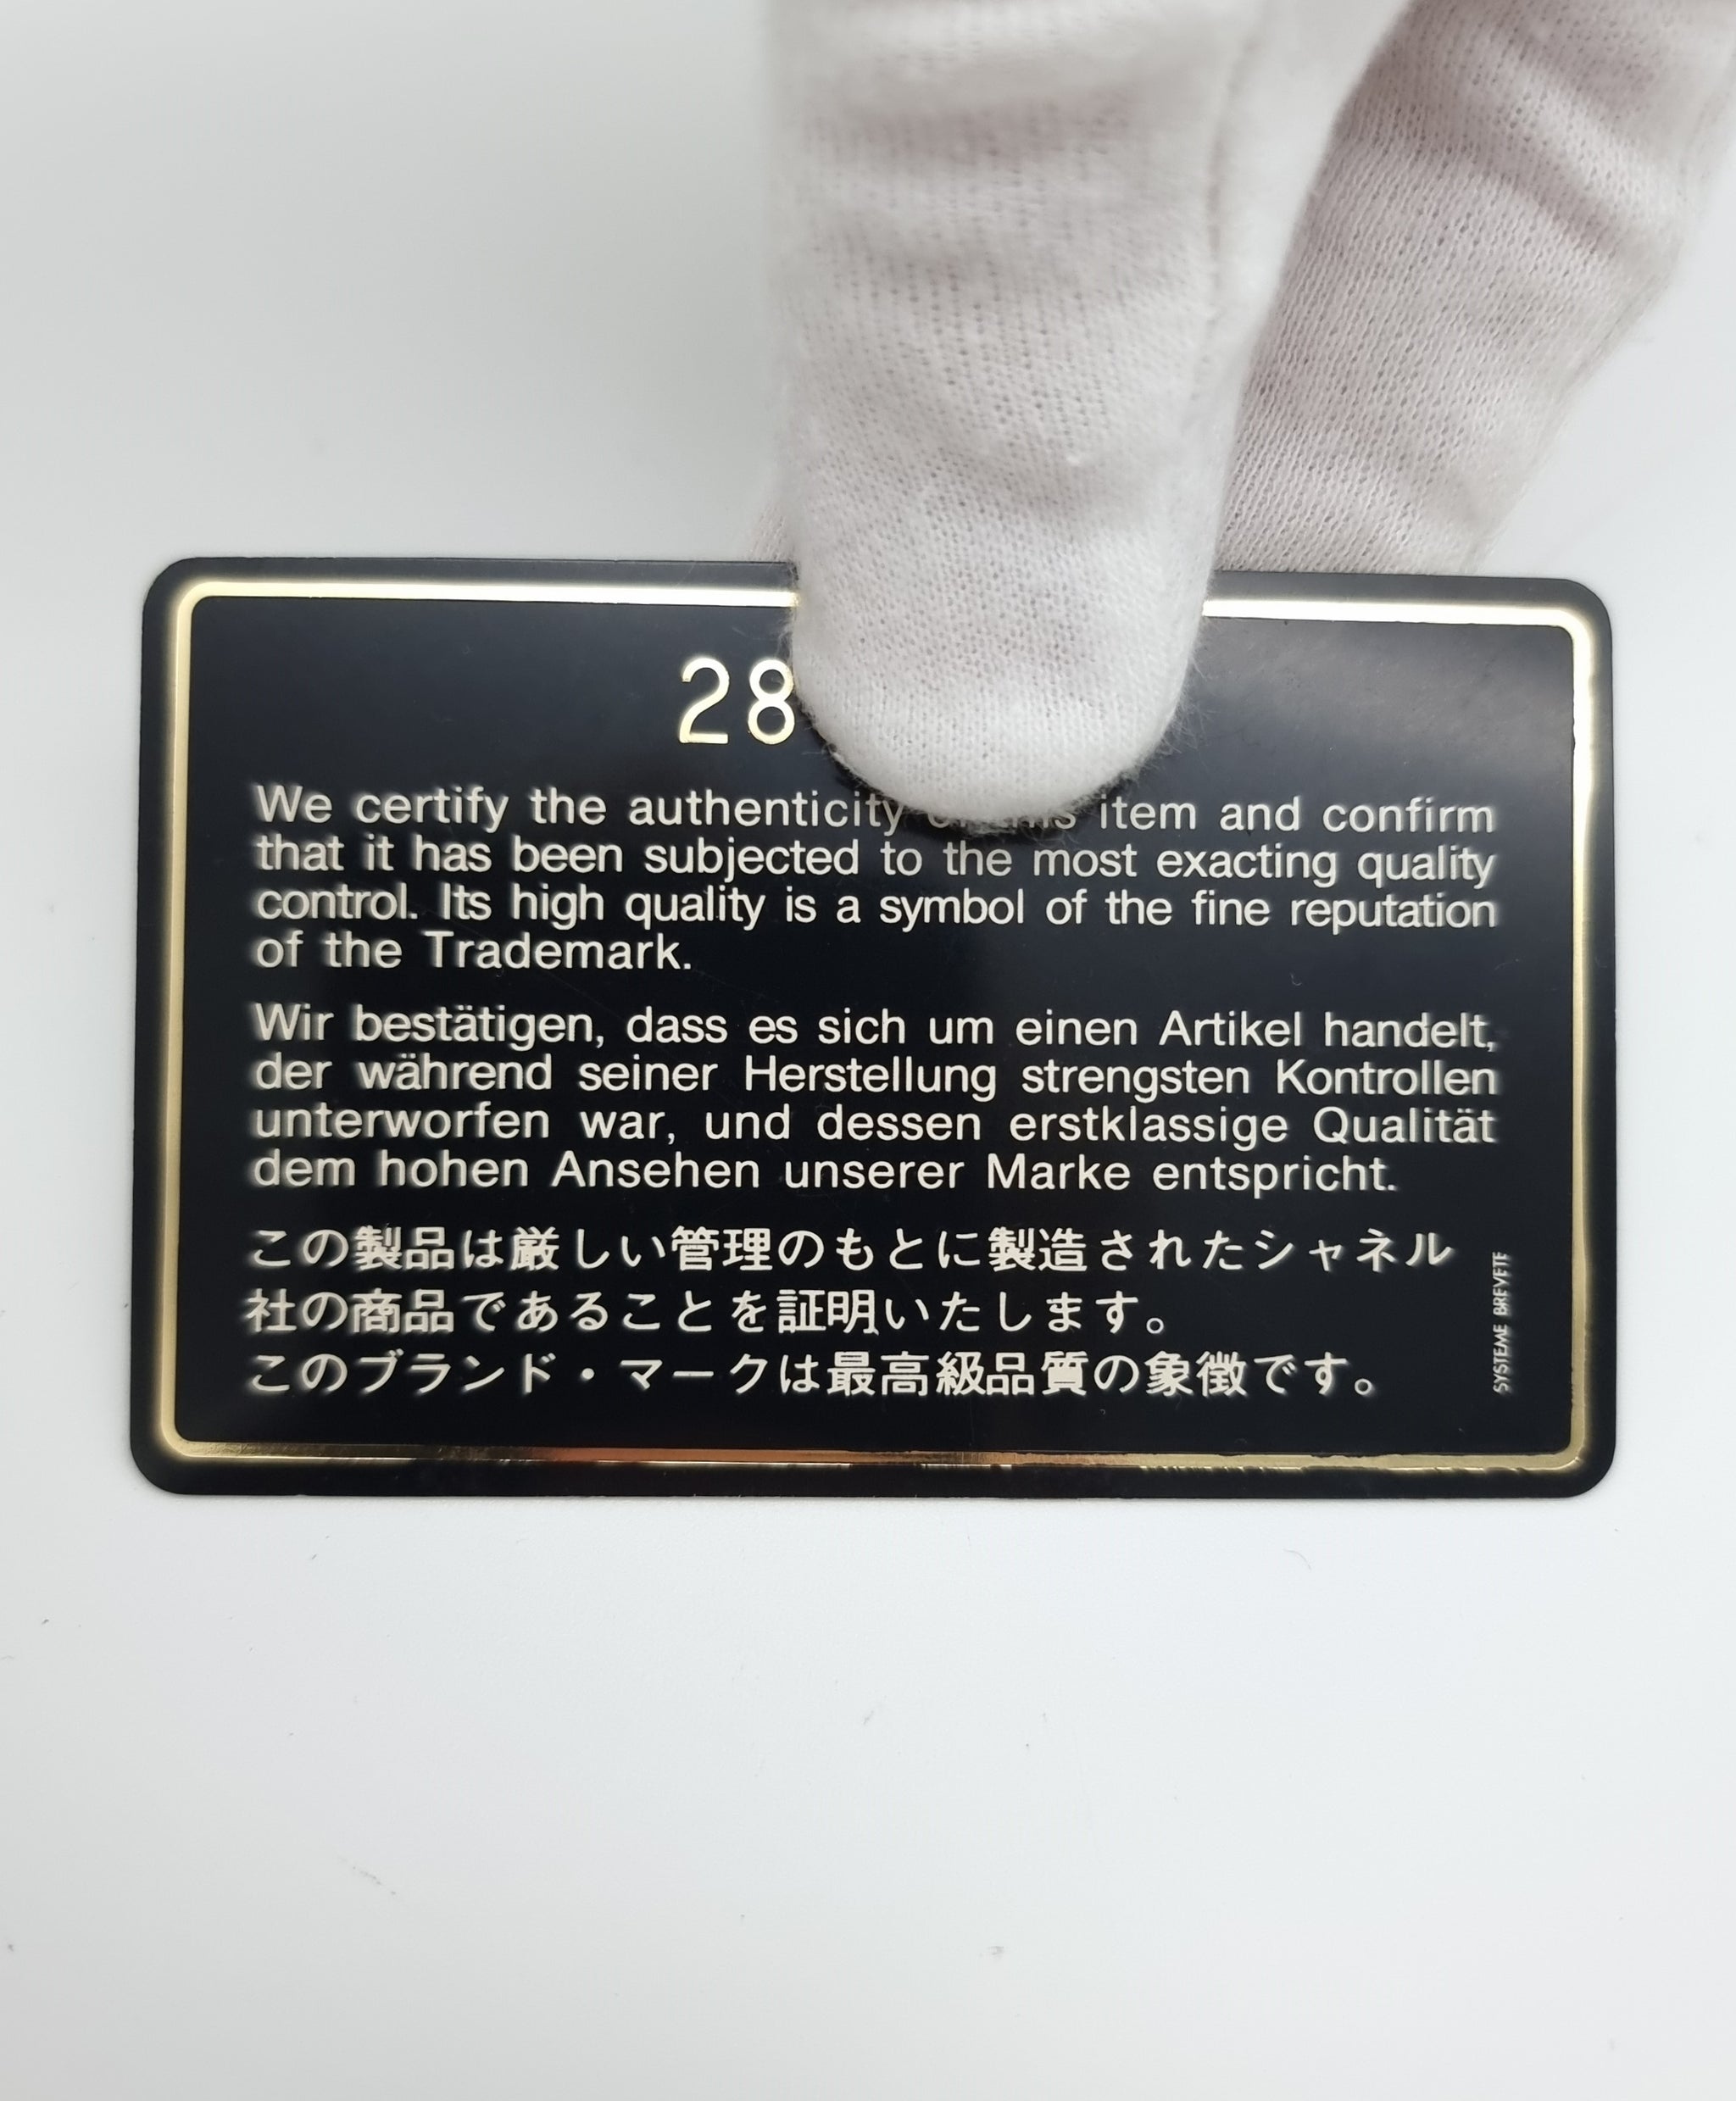 28
We certify the authenticity item and confirm
that it has been subjected to the most exacting quality
control. Its high quality is a symbol of the fine reputation
of the Trademark.
Wir bestätigen, dass es sich um einen Artikel handelt,
der während seiner Herstellung strengsten Kontrollen
unterworfen war, und dessen erstklassige Qualität
dem hohen Ansehen unserer Marke entspricht.
この製品は厳しい管理のもとに製造されたシャネル
社の商品であることを証明いたします。
このブランド・マークは最高級品質の象徴です。
SYSTEME BREVETE